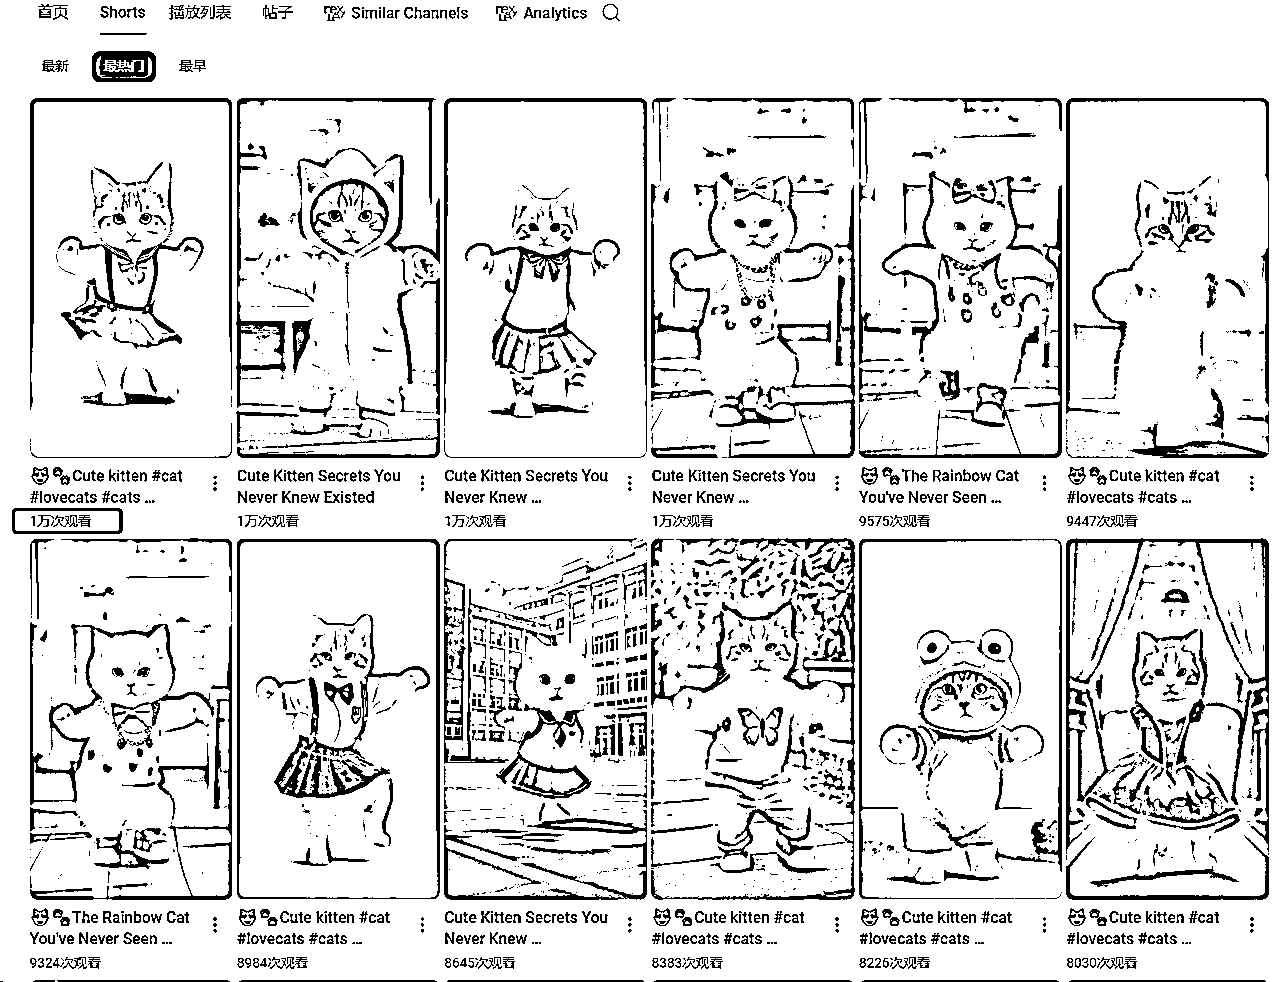 首页 Shorts 播放列表 帖子 Similar Channels Analytics
最新 最热门 最早
Cute kitten #cat #lovecats #cats ...
1万次观看
Cute Kitten Secrets You Never Knew Existed
1万次观看
Cute Kitten Secrets You Never Knew ...
1万次观看
Cute Kitten Secrets You Never Knew ...
1万次观看
The Rainbow Cat You've Never Seen ...
9575次观看
Cute kitten #cat #lovecats #cats ...
9447次观看
The Rainbow Cat You've Never Seen ...
9324次观看
Cute kitten #cat #lovecats #cats ...
8984次观看
Cute Kitten Secrets You Never Knew ...
8645次观看
Cute kitten #cat #lovecats #cats ...
8383次观看
Cute kitten #cat #lovecats #cats ...
8226次观看
Cute kitten #cat #lovecats #cats ...
8030次观看